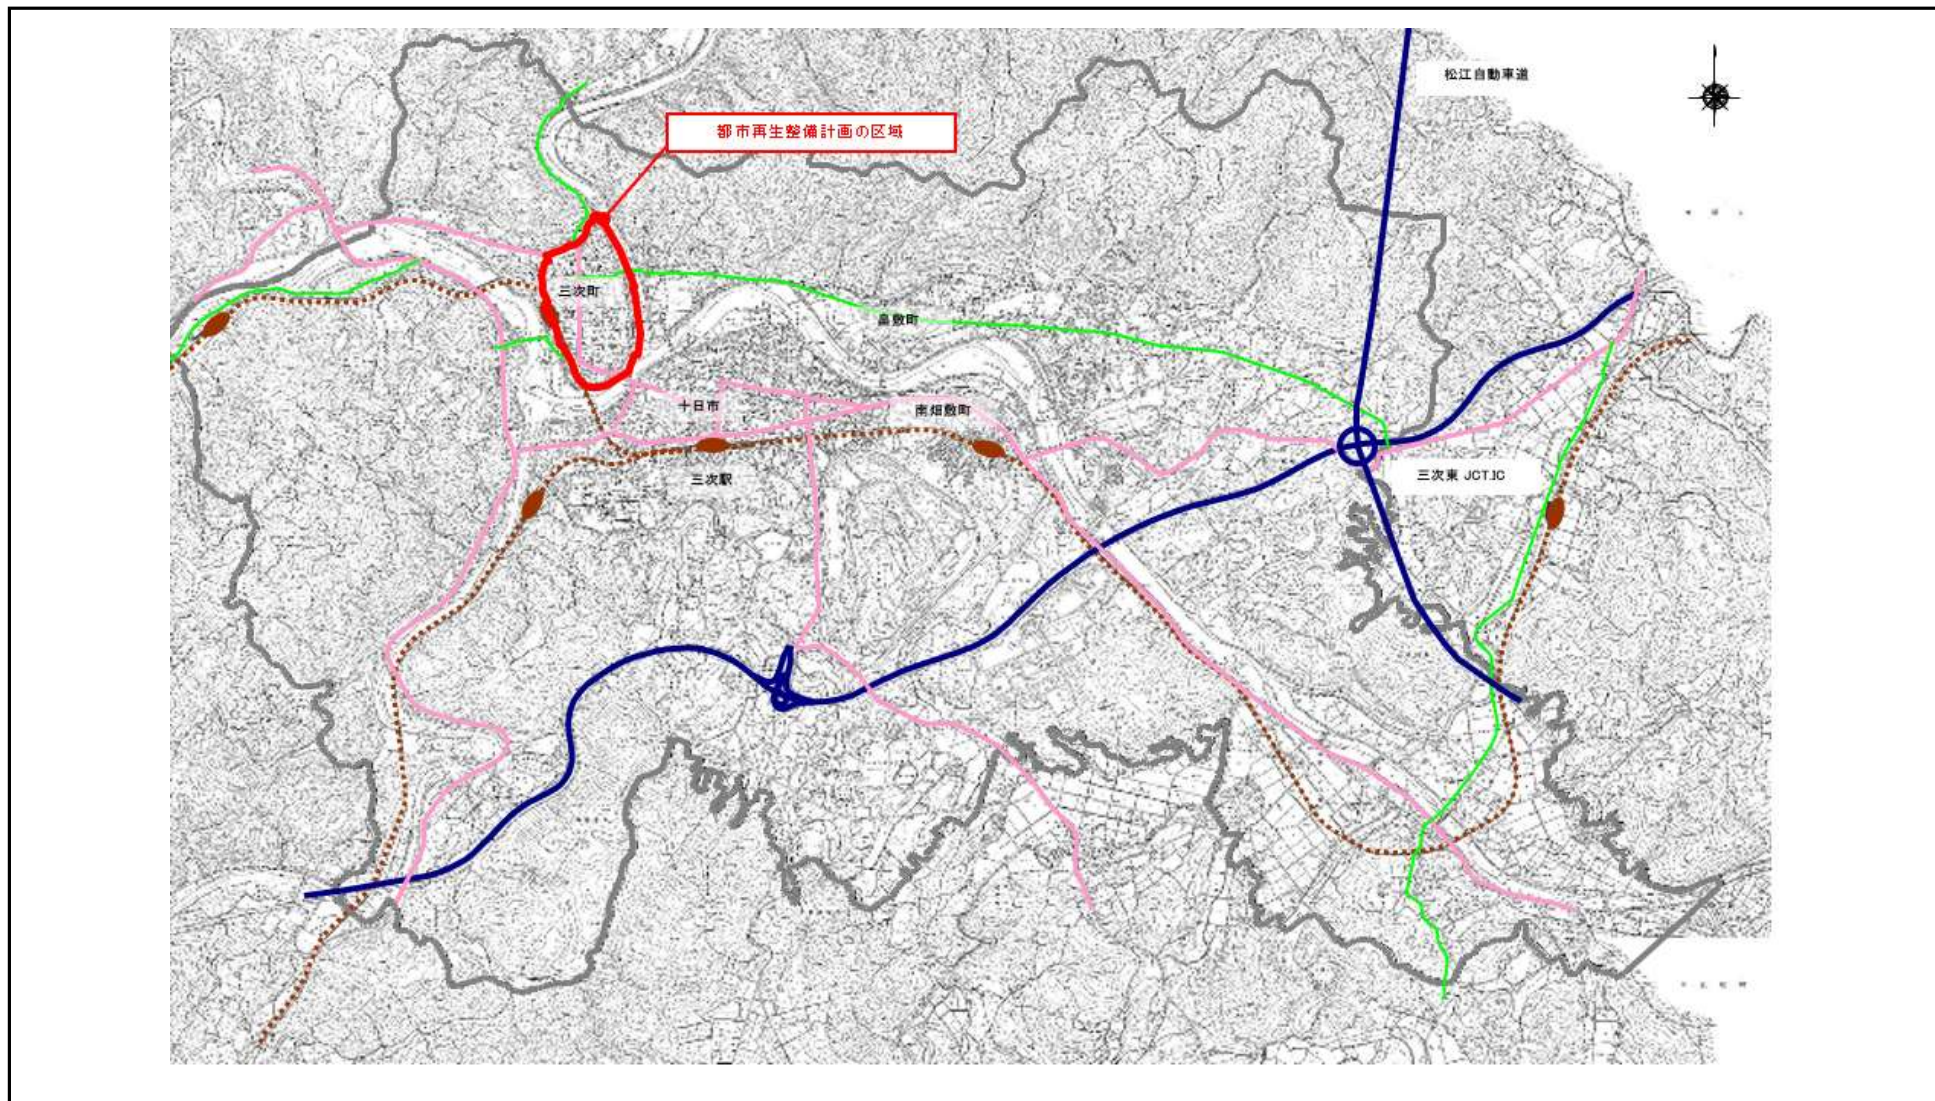 松江自動車道
都市再生整備計画の区域
三次町
畠敷町
十日市
南畑敷町
三次駅
三次東 JCT.IC